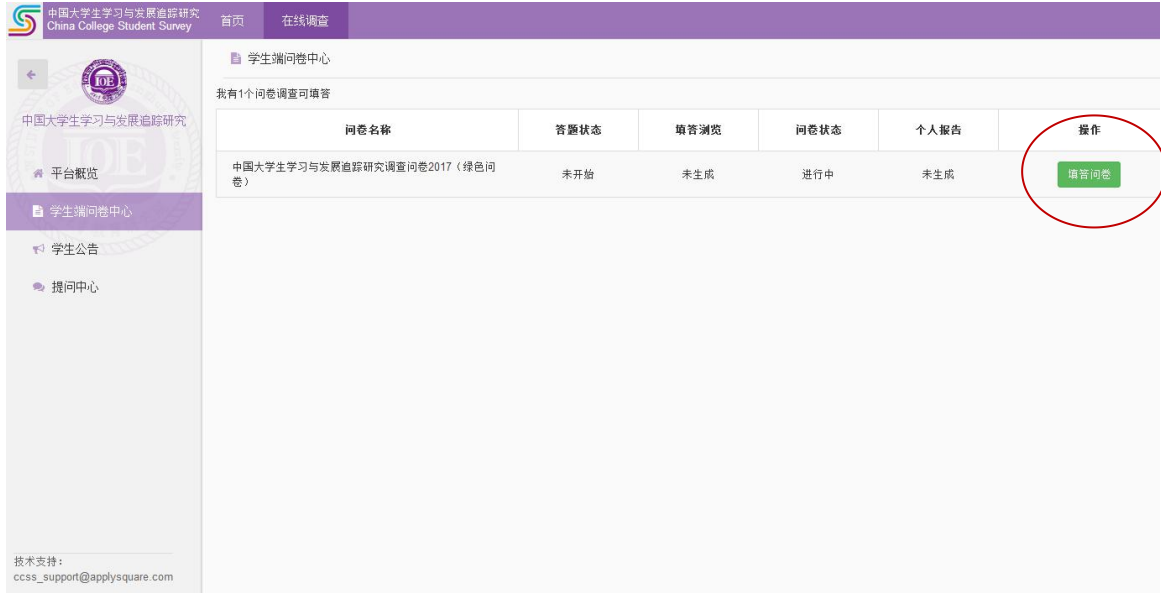 中国大学生学习与发展追踪研究
China College Student Survey
首页
在线调查
IOE
中国大学生学习与发展追踪研究
平台概览
学生端问卷中心
学生公告
提问中心
技术支持:
ccss_support@applysquare.com
学生端问卷中心
我有1个问卷调查可填答
问卷名称 答题状态 填答浏览 问卷状态 个人报告 操作
中国大学生学习与发展追踪研究调查问卷2017（绿色问
卷） 未开始 未生成 进行中 未生成 填答问卷